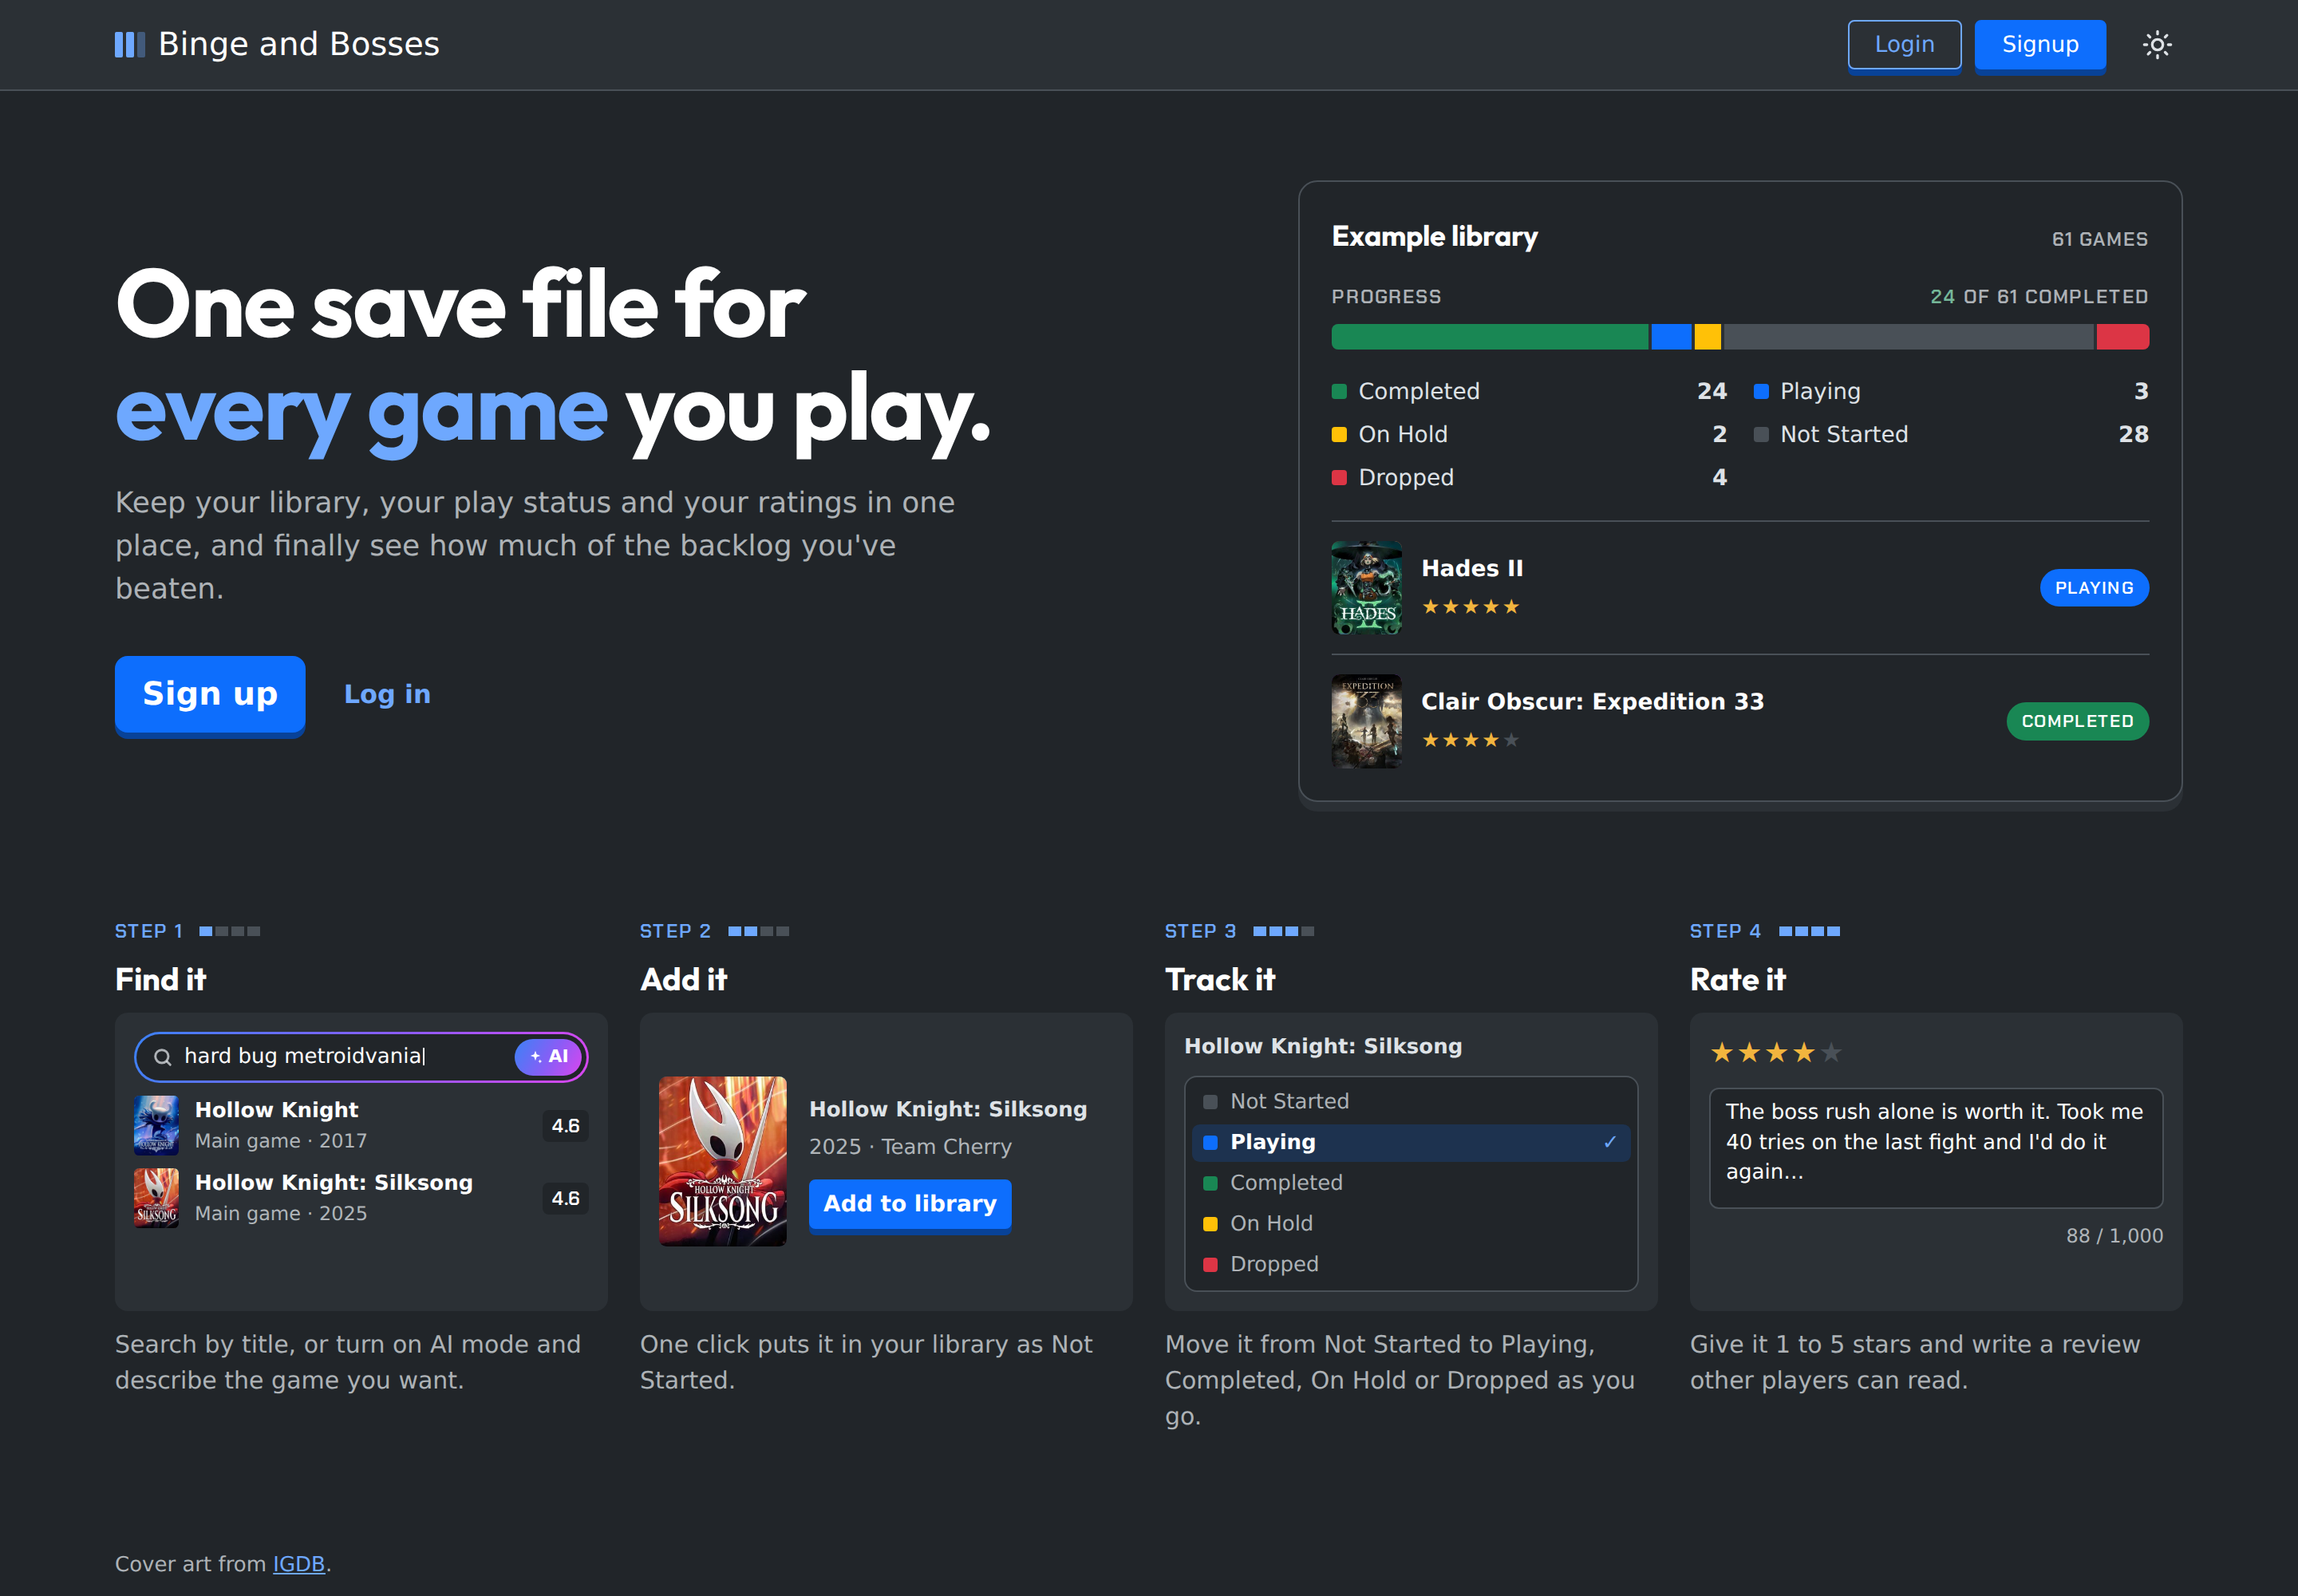 Binge and Bosses
Login
Signup
One save file for
every game you play.
Keep your library, your play status and your ratings in one
place, and finally see how much of the backlog you've
beaten.
Sign up
Log in
Example library
61 GAMES
PROGRESS
24 OF 61 COMPLETED
Completed 24
Playing 3
On Hold 2
Not Started 28
Dropped 4
HADES II
Hades II
★★★★★
PLAYING
EXPEDITION
33
Clair Obscur: Expedition 33
★★★★★
COMPLETED
STEP 1
Find it
hard bug metroidvania
AI
HOLLOW KNIGHT
Hollow Knight
Main game · 2017
4.6
SILKSONG
Hollow Knight: Silksong
Main game · 2025
4.6
Search by title, or turn on AI mode and
describe the game you want.
STEP 2
Add it
HOLLOW KNIGHT
SILKSONG
Hollow Knight: Silksong
2025 · Team Cherry
Add to library
One click puts it in your library as Not
Started.
STEP 3
Track it
Hollow Knight: Silksong
Not Started
Playing ✓
Completed
On Hold
Dropped
Move it from Not Started to Playing,
Completed, On Hold or Dropped as you
go.
STEP 4
Rate it
★★★★★
The boss rush alone is worth it. Took me
40 tries on the last fight and I'd do it
again...
88 / 1,000
Give it 1 to 5 stars and write a review
other players can read.
Cover art from IGDB.